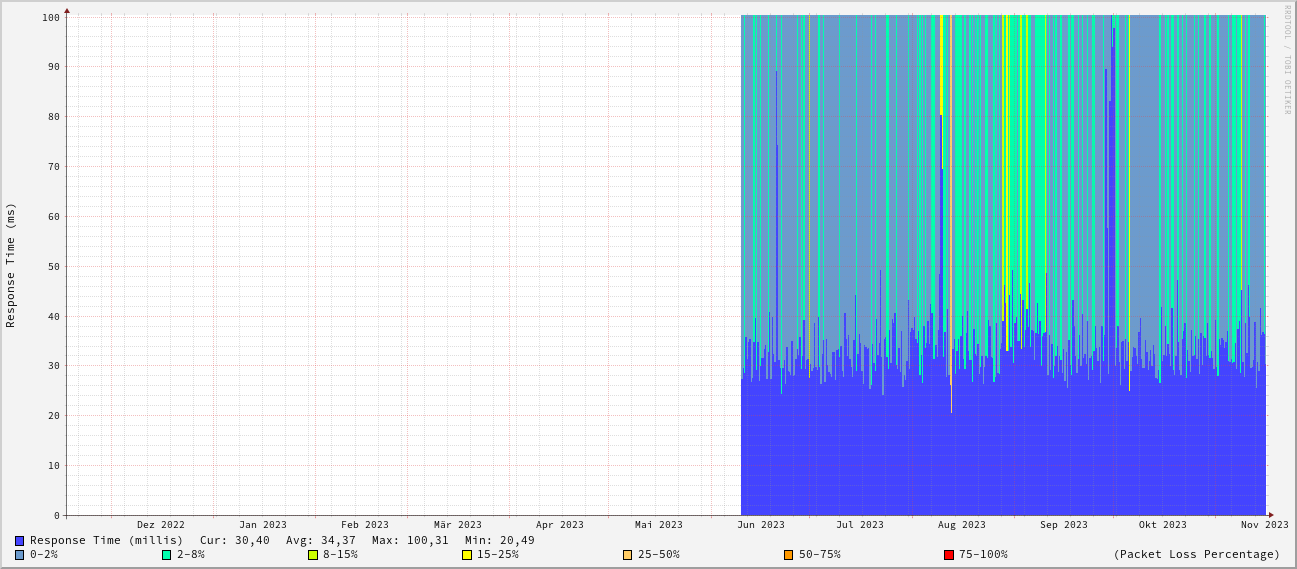 RRDTOOL / TOBI OETIKER
Response Time (ms)
100
90
80
70
60
50
40
30
20
10
0
Dez 2022 Jan 2023 Feb 2023 Mär 2023 Apr 2023 Mai 2023 Jun 2023 Jul 2023 Aug 2023 Sep 2023 Okt 2023 Nov 2023
Response Time (millis) Cur: 30,40 Avg: 34,37 Max: 100,31 Min: 20,49
0-2% 2-8% 8-15% 15-25% 25-50% 50-75% 75-100% (Packet Loss Percentage)